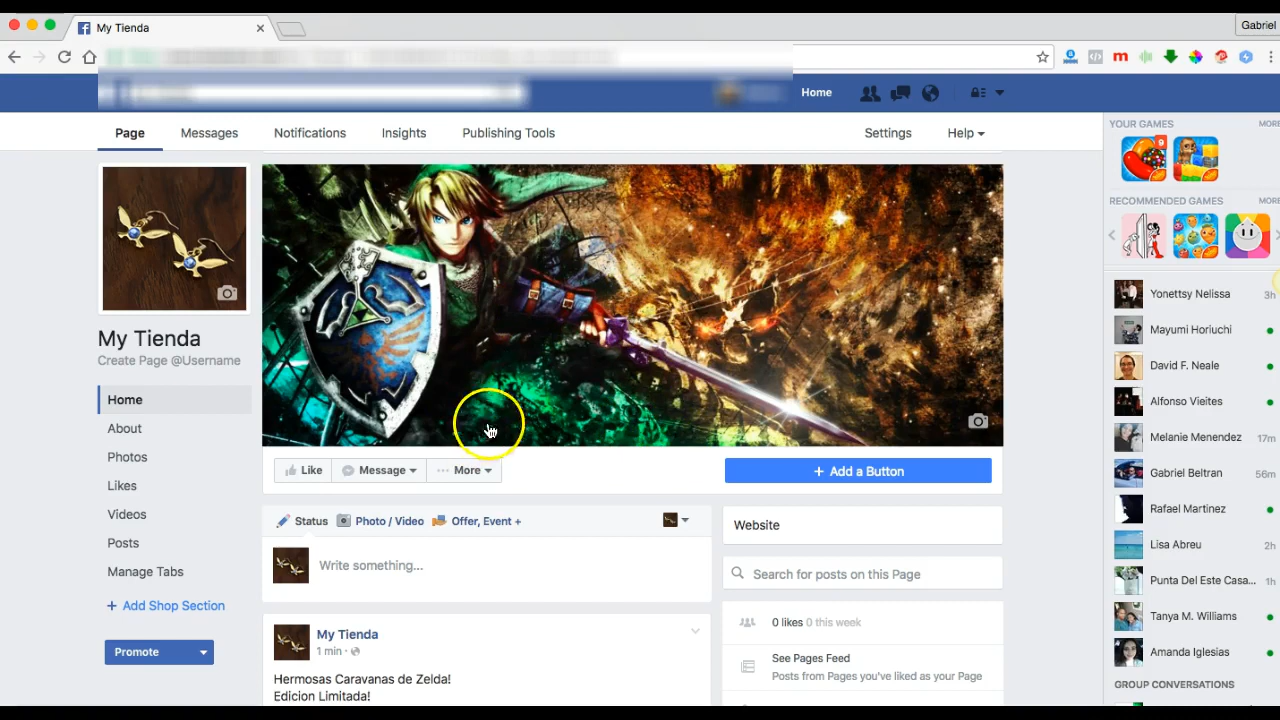 My Tienda
Gabriel
m
Home
Page
Messages
Notifications
Insights
Publishing Tools
Settings
Help
YOUR GAMES
MORE
9
RECOMMENDED GAMES
MORE
My Tienda
Create Page @Username
Home
About
Photos
Likes
Videos
Posts
Manage Tabs
+ Add Shop Section
Promote
Like
Message
More
+ Add a Button
Status
Photo / Video
Offer, Event +
Write something...
My Tienda
1 min ·
Hermosas Caravanas de Zelda!
Edicion Limitada!
Website
Search for posts on this Page
0 likes 0 this week
See Pages Feed
Posts from Pages you've liked as your Page
Yonettsy Nelissa 3h
Mayumi Horiuchi
David F. Neale
Alfonso Vieites
Melanie Menendez 17m
Gabriel Beltran 56m
Rafael Martinez
Lisa Abreu 2h
Punta Del Este Casa... 1h
Tanya M. Williams
Amanda Iglesias
GROUP CONVERSATIONS